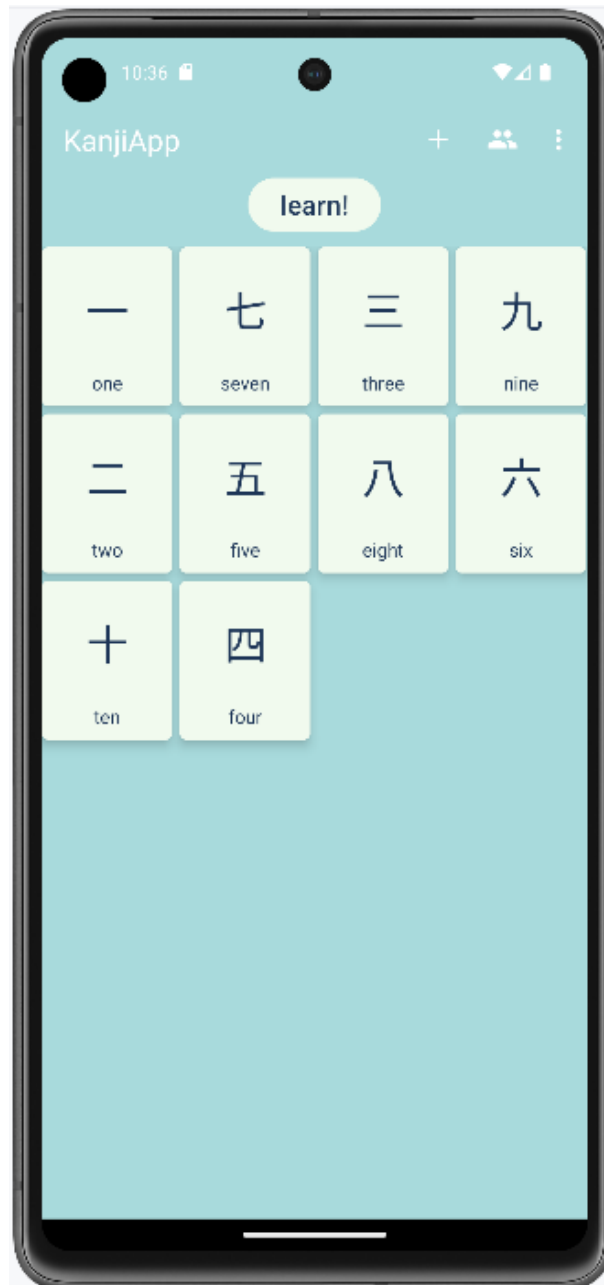 10:36
KanjiApp
learn!
一 七 三 九
one seven three nine
二 五 八 六
two five eight six
十 四
ten four